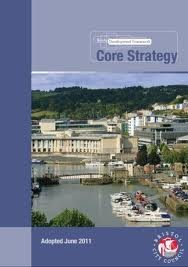 Development Framework
Core Strategy
Adopted June 2011
BRISTOL
CITY COUNCIL